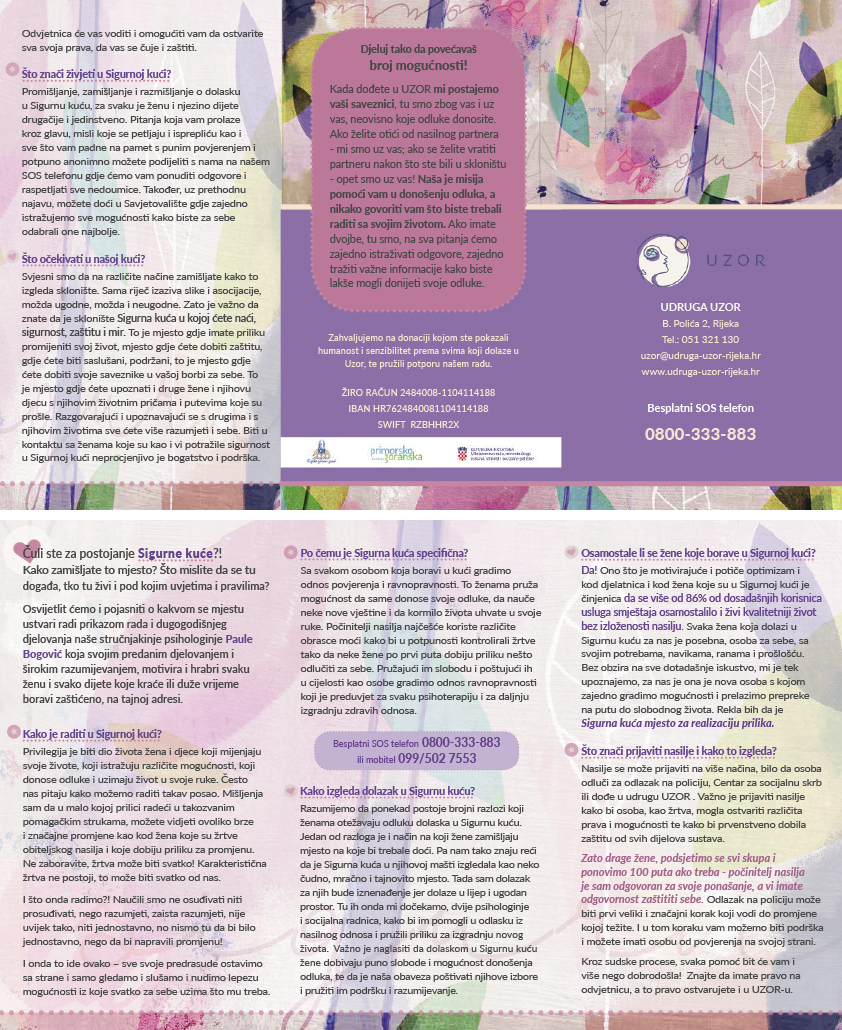 Odvjetnica će vas voditi i omogućiti vam da ostvarite
sva svoja prava, da vas se čuje i zaštiti.
Što znači živjeti u Sigurnoj kući?
Promišljanje, zamišljanje i razmišljanje o dolasku
u Sigurnu kuću, za svaku je ženu i njezino dijete
drugačije i jedinstveno. Pitanja koja vam prolaze
kroz glavu, misli koje se petljaju i isprepliću kao i
sve što vam padne na pamet s punim povjerenjem i
potpuno anonimno možete podijeliti s nama na našem
SOS telefonu gdje ćemo vam ponuditi odgovore i
raspetljati sve nedoumice. Također, uz prethodnu
najavu, možete doći u Savjetovalište gdje zajedno
istražujemo sve mogućnosti kako biste za sebe
odabrali one najbolje.
Što očekivati u našoj kući?
Svjesni smo da na različite načine zamišljate kako to
izgleda sklonište. Sama riječ izaziva slike i asocijacije,
možda ugodne, možda i neugodne. Zato je važno da
znate da je sklonište Sigurna kuća u kojoj ćete naći,
sigurnost, zaštitu i mir. To je mjesto gdje imate priliku
promijeniti svoj život, mjesto gdje ćete dobiti zaštitu,
gdje ćete biti saslušani, podržani, to je mjesto gdje
ćete dobiti svoje saveznike u vašoj borbi za sebe. To
je mjesto gdje ćete upoznati i druge žene i njihovu
djecu s njihovim životnim pričama i putevima koje su
prošle. Razgovarajući i upoznavajući se s drugima i s
njihovim životima sve ćete više razumjeti i sebe. Biti u
kontaktu sa ženama koje su kao i vi potražile sigurnost
u Sigurnoj kući neprocjenjivo je bogatstvo i podrška.
Djeluj tako da povećavaš
broj mogućnosti!
Kada dođete u UZOR mi postajemo
vaši saveznici, tu smo zbog vas i uz
vas, neovisno koje odluke donosite.
Ako želite otići od nasilnog partnera
- mi smo uz vas; ako se želite vratiti
partneru nakon što ste bili u skloništu
- opet smo uz vas! Naša je misija
pomoći vam u donošenju odluka, a
nikako govoriti vam što biste trebali
raditi sa svojim životom. Ako imate
dvojbe, tu smo, na sva pitanja ćemo
zajedno istraživati odgovore, zajedno
tražiti važne informacije kako biste
lakše mogli donijeti svoje odluke.
Zahvaljujemo na donaciji kojom ste pokazali
humanost i senzibilitet prema svima koji dolaze u
Uzor, te pružili potporu našem radu.
ŽIRO RAČUN 2484008-1104114188
IBAN HR7624840081104114188
SWIFT RZBHHR2X
primorsko
goranska
UZOR
UDRUGA UZOR
B. Polića 2, Rijeka
Tel.: 051 321 130
uzor@udruga-uzor-rijeka.hr
www.udruga-uzor-rijeka.hr
Besplatni SOS telefon
0800-333-883
Čuli ste za postojanje Sigurne kuće?!
Kako zamišljate to mjesto? Što mislite da se tu
događa, tko tu živi i pod kojim uvjetima i pravilima?
Osvijetlit ćemo i pojasniti o kakvom se mjestu
ustvari radi prikazom rada i dugogodišnjeg
djelovanja naše stručnjakinje psihologinje Paule
Bogović koja svojim predanim djelovanjem i
širokim razumijevanjem, motivira i hrabri svaku
ženu i svako dijete koje kraće ili duže vrijeme
boravi zaštićeno, na tajnoj adresi.
Kako je raditi u Sigurnoj kući?
Privilegija je biti dio života žena i djece koji mijenjaju
svoje živote, koji istražuju različite mogućnosti, koji
donose odluke i uzimaju život u svoje ruke. Često
nas pitaju kako možemo raditi takav posao. Mišljenja
sam da u malo kojoj prilici radeći u takozvanim
pomagačkim strukama, možete vidjeti ovoliko brze
i značajne promjene kao kod žena koje su žrtve
obiteljskog nasilja i koje dobiju priliku za promjenu.
Ne zaboravite, žrtva može biti svatko! Karakteristična
žrtva ne postoji, to može biti svatko od nas.
I što onda radimo?! Naučili smo ne osuđivati niti
prosuđivati, nego razumjeti, zaista razumjeti, nije
uvijek tako, niti jednostavno, no nismo tu da bi bilo
jednostavno, nego da bi napravili promjenu!
I onda to ide ovako – sve svoje predrasude ostavimo
sa strane i samo gledamo i slušamo i nudimo lepezu
mogućnosti iz koje svatko za sebe uzima što mu treba.
Po čemu je Sigurna kuća specifična?
Sa svakom osobom koja boravi u kući gradimo
odnos povjerenja i ravnopravnosti. To ženama pruža
mogućnost da same donose svoje odluke, da nauče
neke nove vještine i da kormilo života uhvate u svoje
ruke. Počinitelji nasilja najčešće koriste različite
obrasce moći kako bi u potpunosti kontrolirali žrtve
tako da neke žene po prvi puta dobiju priliku nešto
odlučiti za sebe. Pružajući im slobodu i poštujući ih
u cijelosti kao osobe gradimo odnos ravnopravnosti
koji je preduvjet za svaku psihoterapiju i za daljnju
izgradnju zdravih odnosa.
Besplatni SOS telefon 0800-333-883
ili mobitel 099/502 7553
Kako izgleda dolazak u Sigurnu kuću?
Razumijemo da ponekad postoje brojni razlozi koji
ženama otežavaju odluku dolaska u Sigurnu kuću.
Jedan od razloga je i način na koji žene zamišljaju
mjesto na koje bi trebale doći. Pa nam tako znaju reći
da je Sigurna kuća u njihovoj mašti izgledala kao neko
čudno, mračno i tajnovito mjesto. Tada sam dolazak
za njih bude iznenađenje jer dolaze u lijep i ugodan
prostor. Tu ih onda mi dočekamo, dvije psihologinje
i socijalna radnica, kako bi im pomogli u odlasku iz
nasilnog odnosa i pružili priliku za izgradnju novog
života. Važno je naglasiti da dolaskom u Sigurnu kuću
žene dobivaju puno slobode i mogućnost donošenja
odluka, te da je naša obaveza poštivati njihove izbore
i pružiti im podršku i razumijevanje.
Osamostale li se žene koje borave u Sigurnoj kući?
Da! Ono što je motivirajuće i potiče optimizam i
kod djelatnica i kod žena koje su u Sigurnoj kući je
činjenica da se više od 86% od dosadašnjih korisnica
usluga smještaja osamostalilo i živi kvalitetniji život
bez izloženosti nasilju. Svaka žena koja dolazi u
Sigurnu kuću za nas je posebna, osoba za sebe, sa
svojim potrebama, navikama, ranama i prošlošću.
Bez obzira na sve dotadašnje iskustvo, mi je tek
upoznajemo, za nas je ona je nova osoba s kojom
zajedno gradimo mogućnosti i prelazimo prepreke
na putu do slobodnog života. Rekla bih da je
Sigurna kuća mjesto za realizaciju prilika.
Što znači prijaviti nasilje i kako to izgleda?
Nasilje se može prijaviti na više načina, bilo da osoba
odluči za odlazak na policiju, Centar za socijalnu skrb
ili dođe u udrugu UZOR . Važno je prijaviti nasilje
kako bi osoba, kao žrtva, mogla ostvariti različita
prava i mogućnosti te kako bi prvenstveno dobila
zaštitu od svih dijelova sustava.
Zato drage žene, podsjetimo se svi skupa i
ponovimo 100 puta ako treba - počinitelj nasilja
je sam odgovoran za svoje ponašanje, a vi imate
odgovornost zaštititi sebe. Odlazak na policiju može
biti prvi veliki i značajni korak koji vodi do promjene
kojoj težite. I u tom koraku vam možemo biti podrška
i možete imati osobu od povjerenja na svojoj strani.
Kroz sudske procese, svaka pomoć bit će vam i
više nego dobrodošla! Znajte da imate pravo na
odvjetnicu, a to pravo ostvarujete i u UZOR-u.